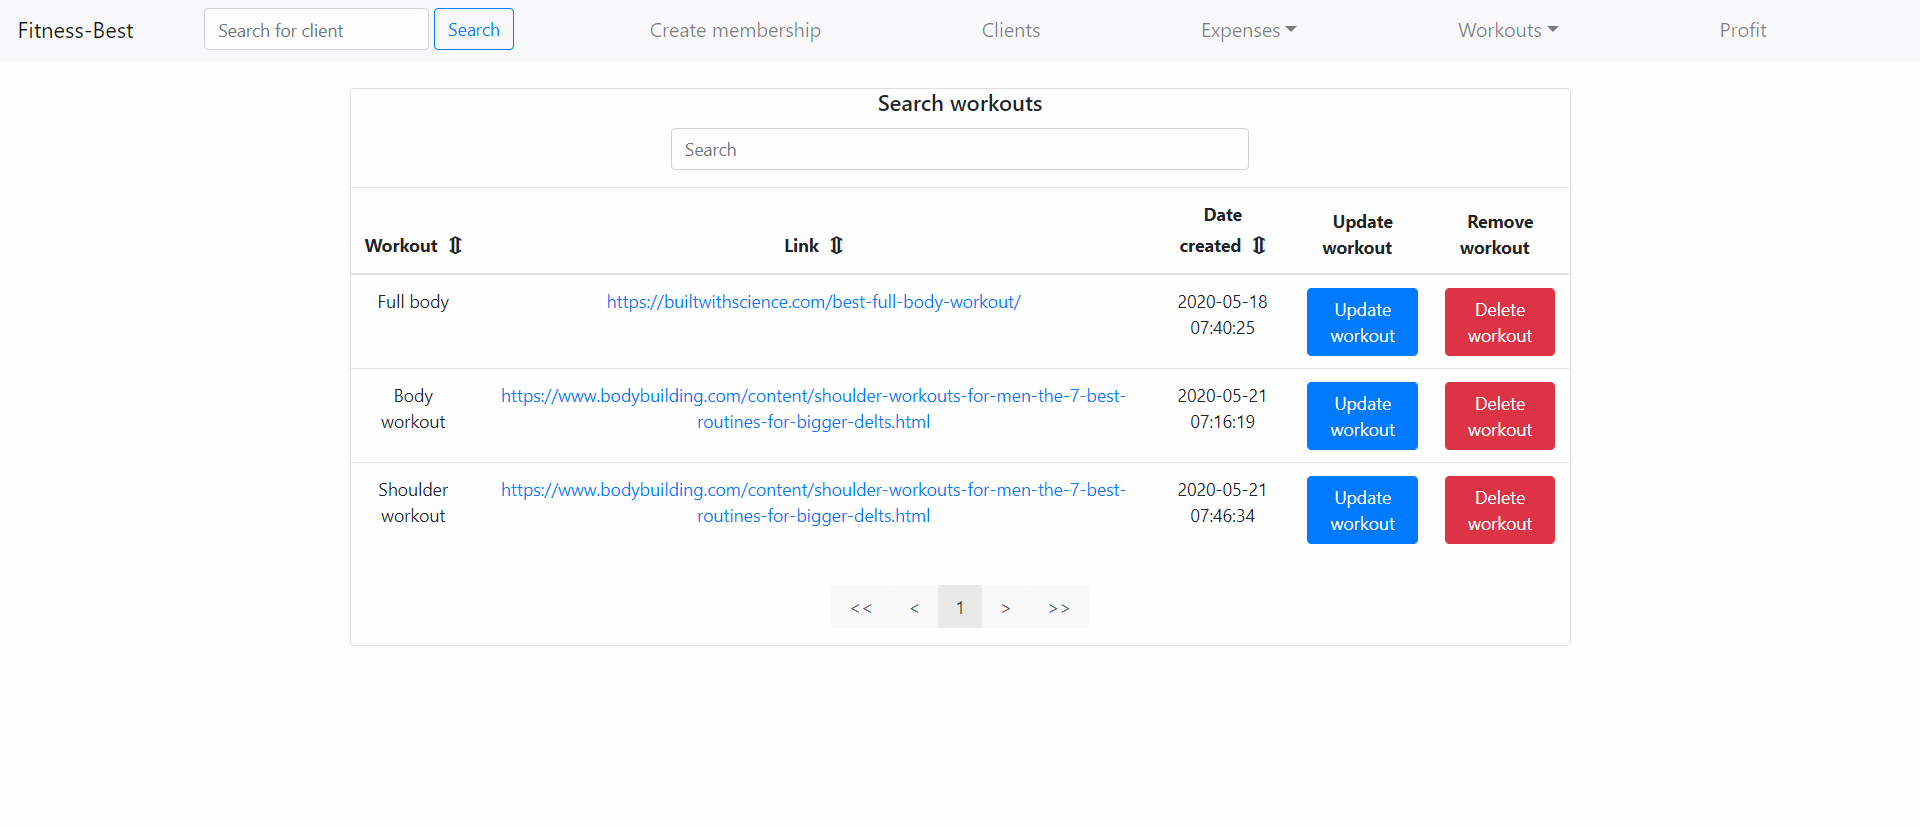 Fitness-Best Search for client Search Create membership Clients Expenses Workouts Profit
Search workouts
Search
Workout ⇕ Link ⇕ Date created ⇕ Update workout Remove workout
Full body https://builtwithscience.com/best-full-body-workout/ 2020-05-18 07:40:25 Update workout Delete workout
Body workout https://www.bodybuilding.com/content/shoulder-workouts-for-men-the-7-best-routines-for-bigger-delts.html 2020-05-21 07:16:19 Update workout Delete workout
Shoulder workout https://www.bodybuilding.com/content/shoulder-workouts-for-men-the-7-best-routines-for-bigger-delts.html 2020-05-21 07:46:34 Update workout Delete workout
<< < 1 > >>